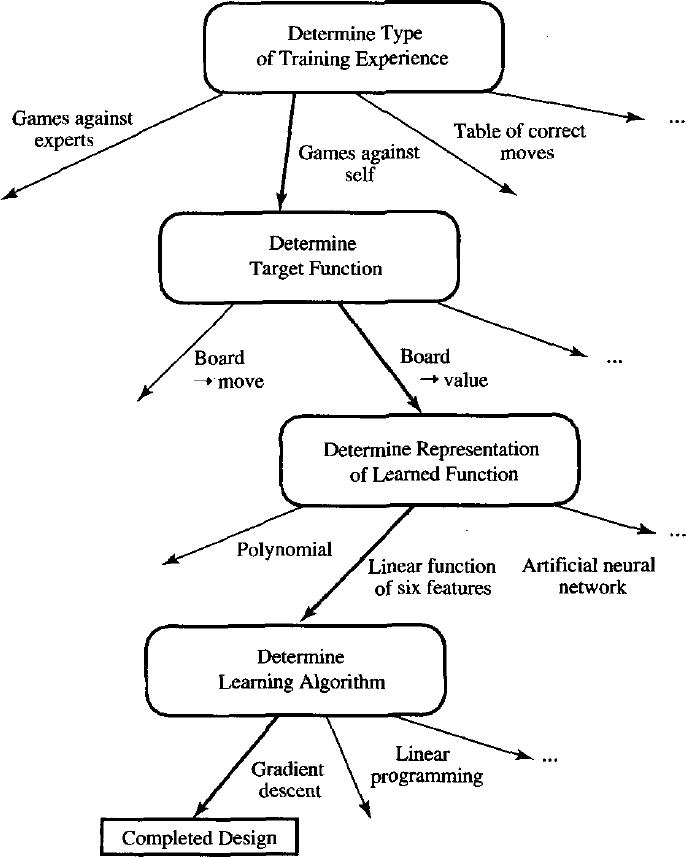 Determine Type
of Training Experience
Games against
experts
Games against
self
Table of correct
moves
...
Determine
Target Function
Board
→ move
Board
→ value
...
Determine Representation
of Learned Function
Polynomial
Linear function
of six features
Artificial neural
network
...
Determine
Learning Algorithm
Gradient
descent
Linear
programming
...
Completed Design